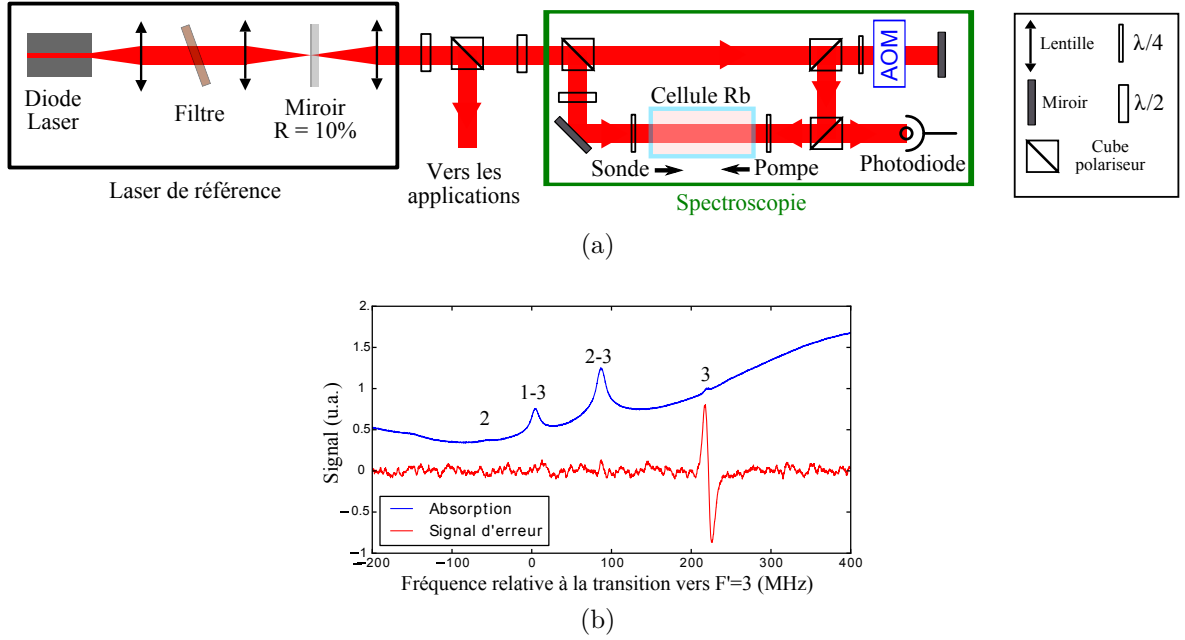 Diode
Laser
Filtre
Miroir
R = 10%
Laser de référence
Vers les
applications
AOM
Cellule Rb
Sonde
Pompe
Photodiode
Spectroscopie
Lentille
λ/4
Miroir
λ/2
Cube
polariseur
(a)
Signal (u.a.)
2.
1.5
1
0.5
0
−0.5
−1
2
1-3
2-3
3
Absorption
Signal d'erreur
−200
−100
0
100
200
300
400
Fréquence relative à la transition vers F'=3 (MHz)
(b)